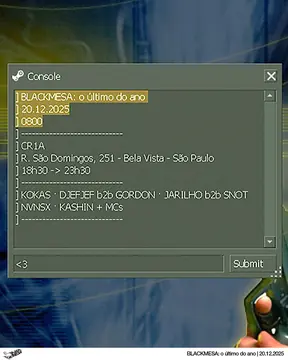 Console
] BLACKMESA: o último do ano
] 20.12.2025
] 0800
] ----------------------------
] CR1A
] R. São Domingos, 251 - Bela Vista - São Paulo
] 18h30 -> 23h30
] ----------------------------
] KOKAS · DJEFJEF b2b GORDON · JARILHO b2b SNOT
] NVNSX · KASHIN + MCs
] ----------------------------
<3
Submit
BLACKMESA: o último do ano | 20.12.2025